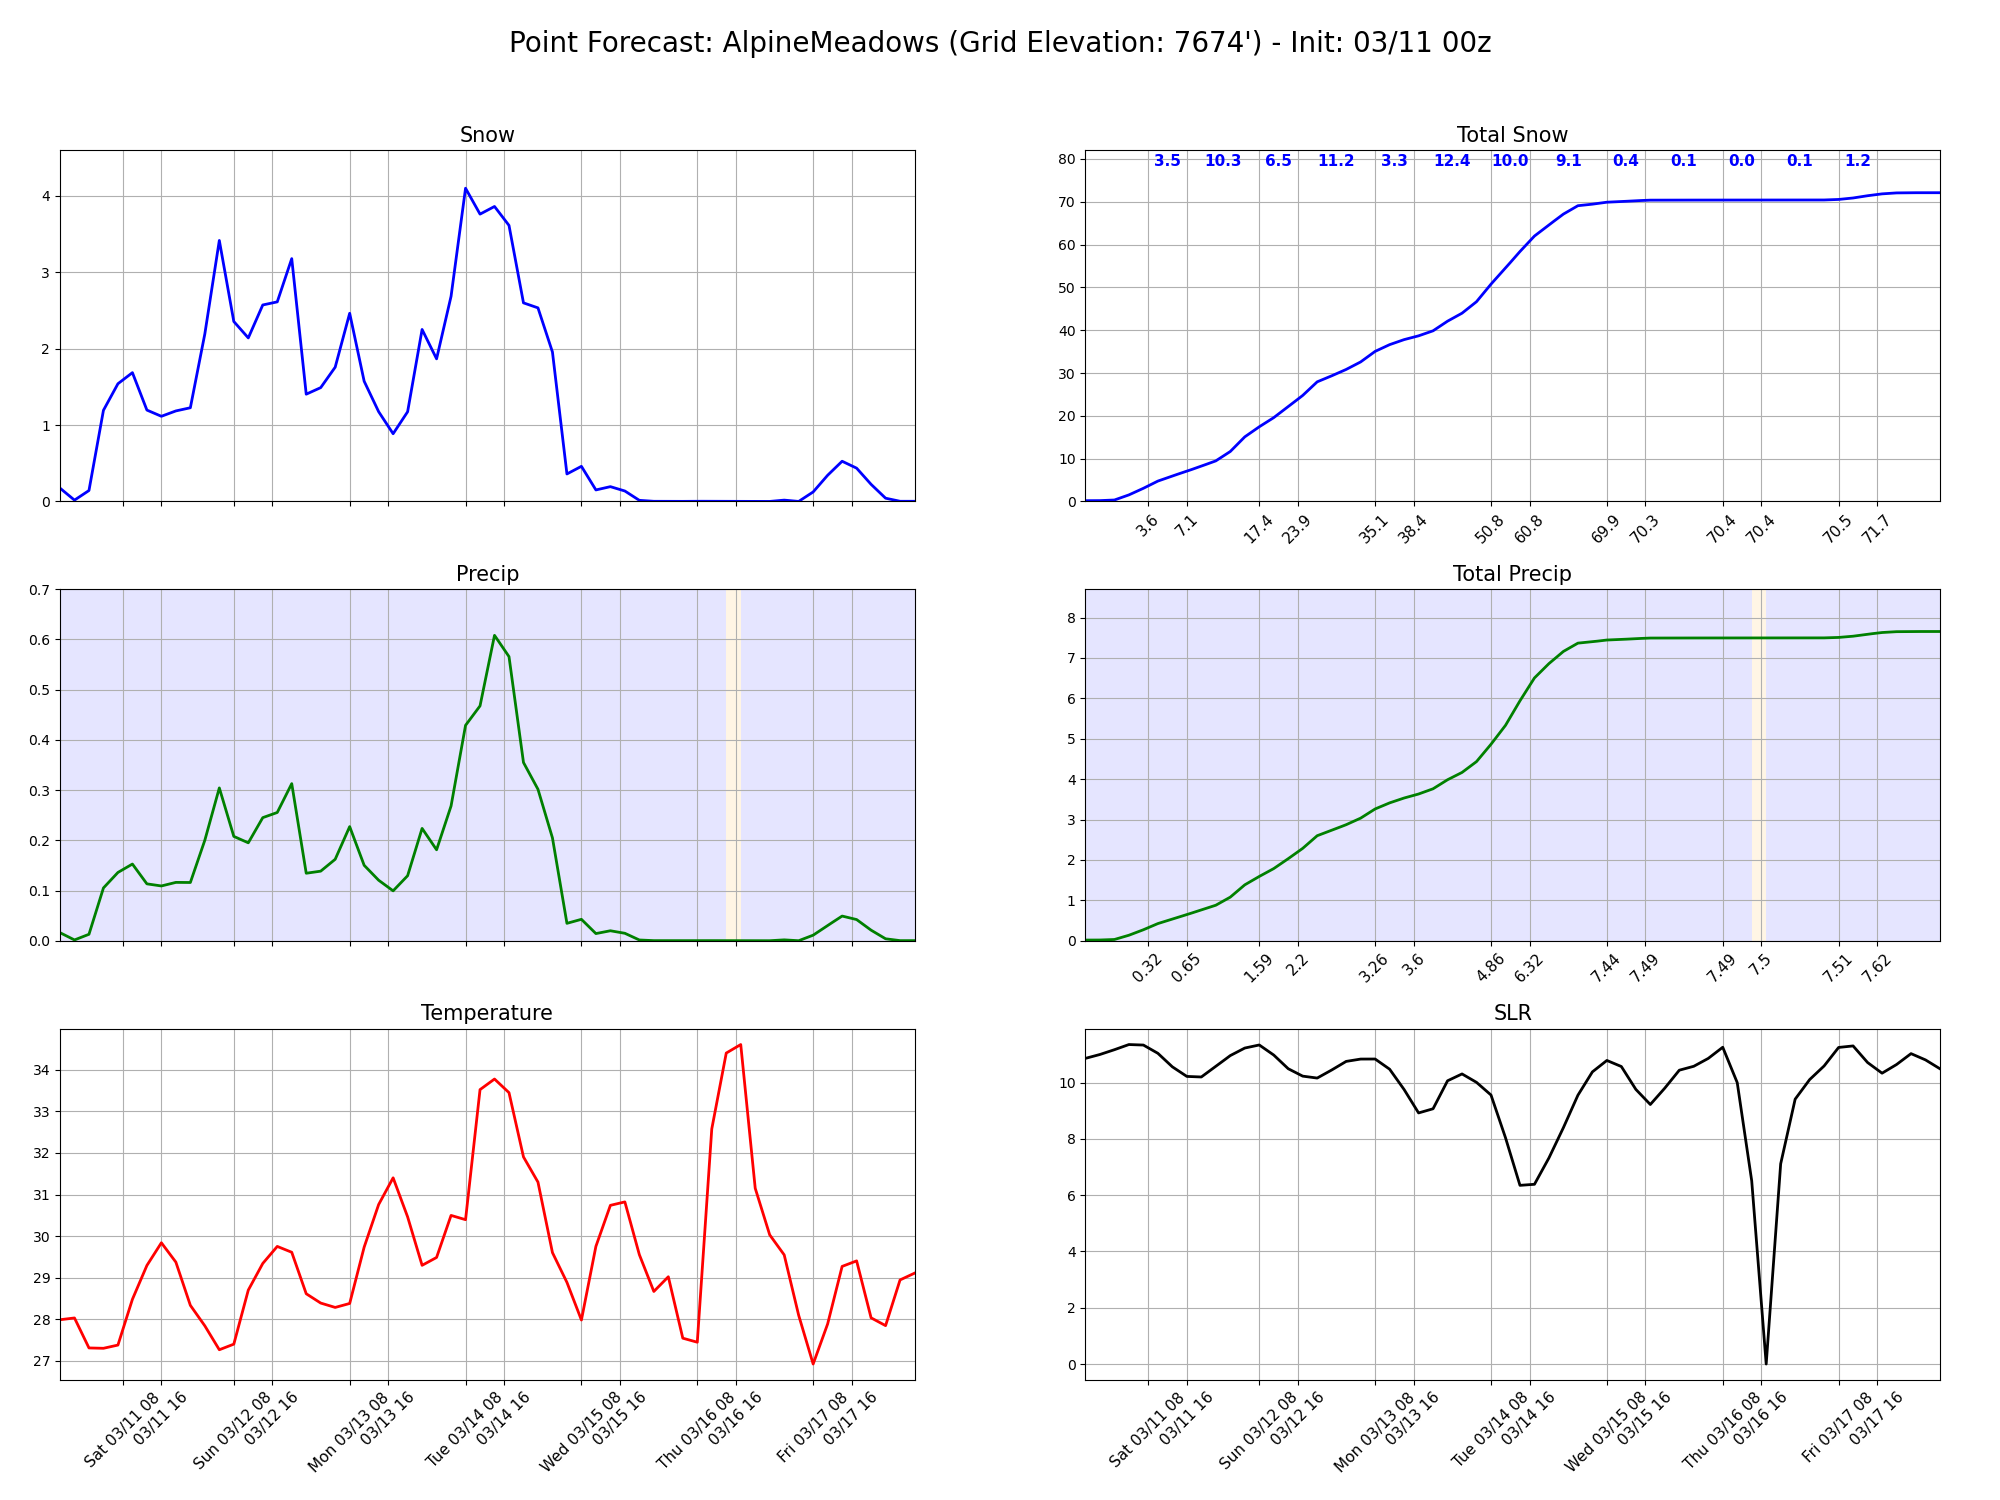 Point Forecast: AlpineMeadows (Grid Elevation: 7674') - Init: 03/11 00z
Snow
4
3
2
1
0
Total Snow
3.5 10.3 6.5 11.2 3.3 12.4 10.0 9.1 0.4 0.1 0.0 0.1 1.2
80
70
60
50
40
30
20
10
0
3.6 7.1 17.4 23.9 35.1 38.4 50.8 60.8 69.9 70.3 70.4 70.4 70.5 71.7
Precip
0.7
0.6
0.5
0.4
0.3
0.2
0.1
0.0
Total Precip
8
7
6
5
4
3
2
1
0
0.32 0.65 1.59 2.2 3.26 3.6 4.86 6.32 7.44 7.49 7.49 7.5 7.51 7.62
Temperature
34
33
32
31
30
29
28
27
Sat 03/11 08
03/11 16
Sun 03/12 08
03/12 16
Mon 03/13 08
03/13 16
Tue 03/14 08
03/14 16
Wed 03/15 08
03/15 16
Thu 03/16 08
03/16 16
Fri 03/17 08
03/17 16
SLR
10
8
6
4
2
0
Sat 03/11 08
03/11 16
Sun 03/12 08
03/12 16
Mon 03/13 08
03/13 16
Tue 03/14 08
03/14 16
Wed 03/15 08
03/15 16
Thu 03/16 08
03/16 16
Fri 03/17 08
03/17 16